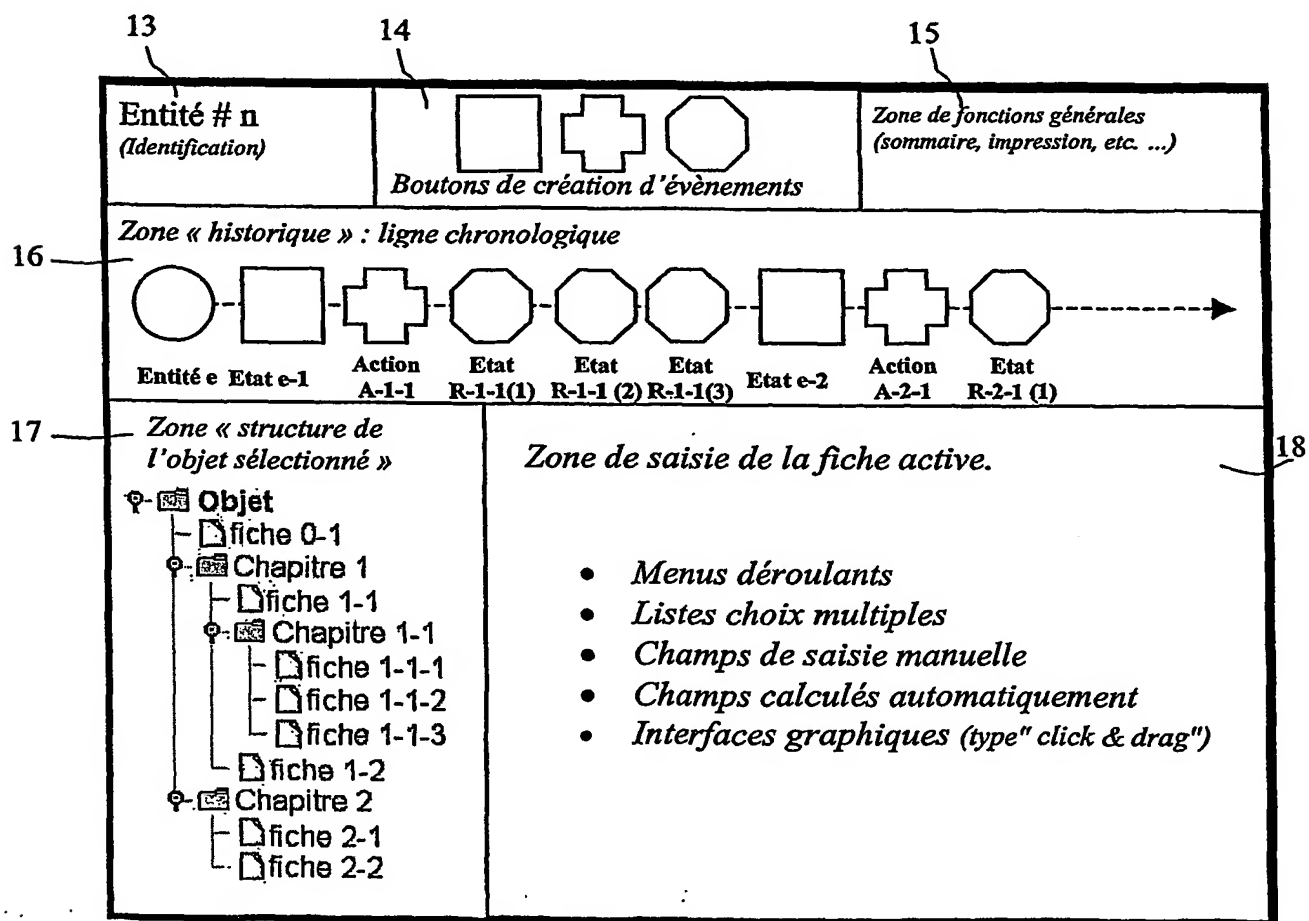 13
14
15
Entité # n
(Identification)
Boutons de création d'évènements
Zone de fonctions générales
(sommaire, impression, etc. ...)
16
Zone « historique » : ligne chronologique
Entité e
Etat e-1
Action
A-1-1
Etat
R-1-1(1)
Etat
R-1-1 (2)
Etat
R-1-1(3)
Etat e-2
Action
A-2-1
Etat
R-2-1 (1)
17
Zone « structure de
l'objet sélectionné »
Objet
fiche 0-1
Chapitre 1
fiche 1-1
Chapitre 1-1
fiche 1-1-1
fiche 1-1-2
fiche 1-1-3
fiche 1-2
Chapitre 2
fiche 2-1
fiche 2-2
18
Zone de saisie de la fiche active.
• Menus déroulants
• Listes choix multiples
• Champs de saisie manuelle
• Champs calculés automatiquement
• Interfaces graphiques (type" click & drag")